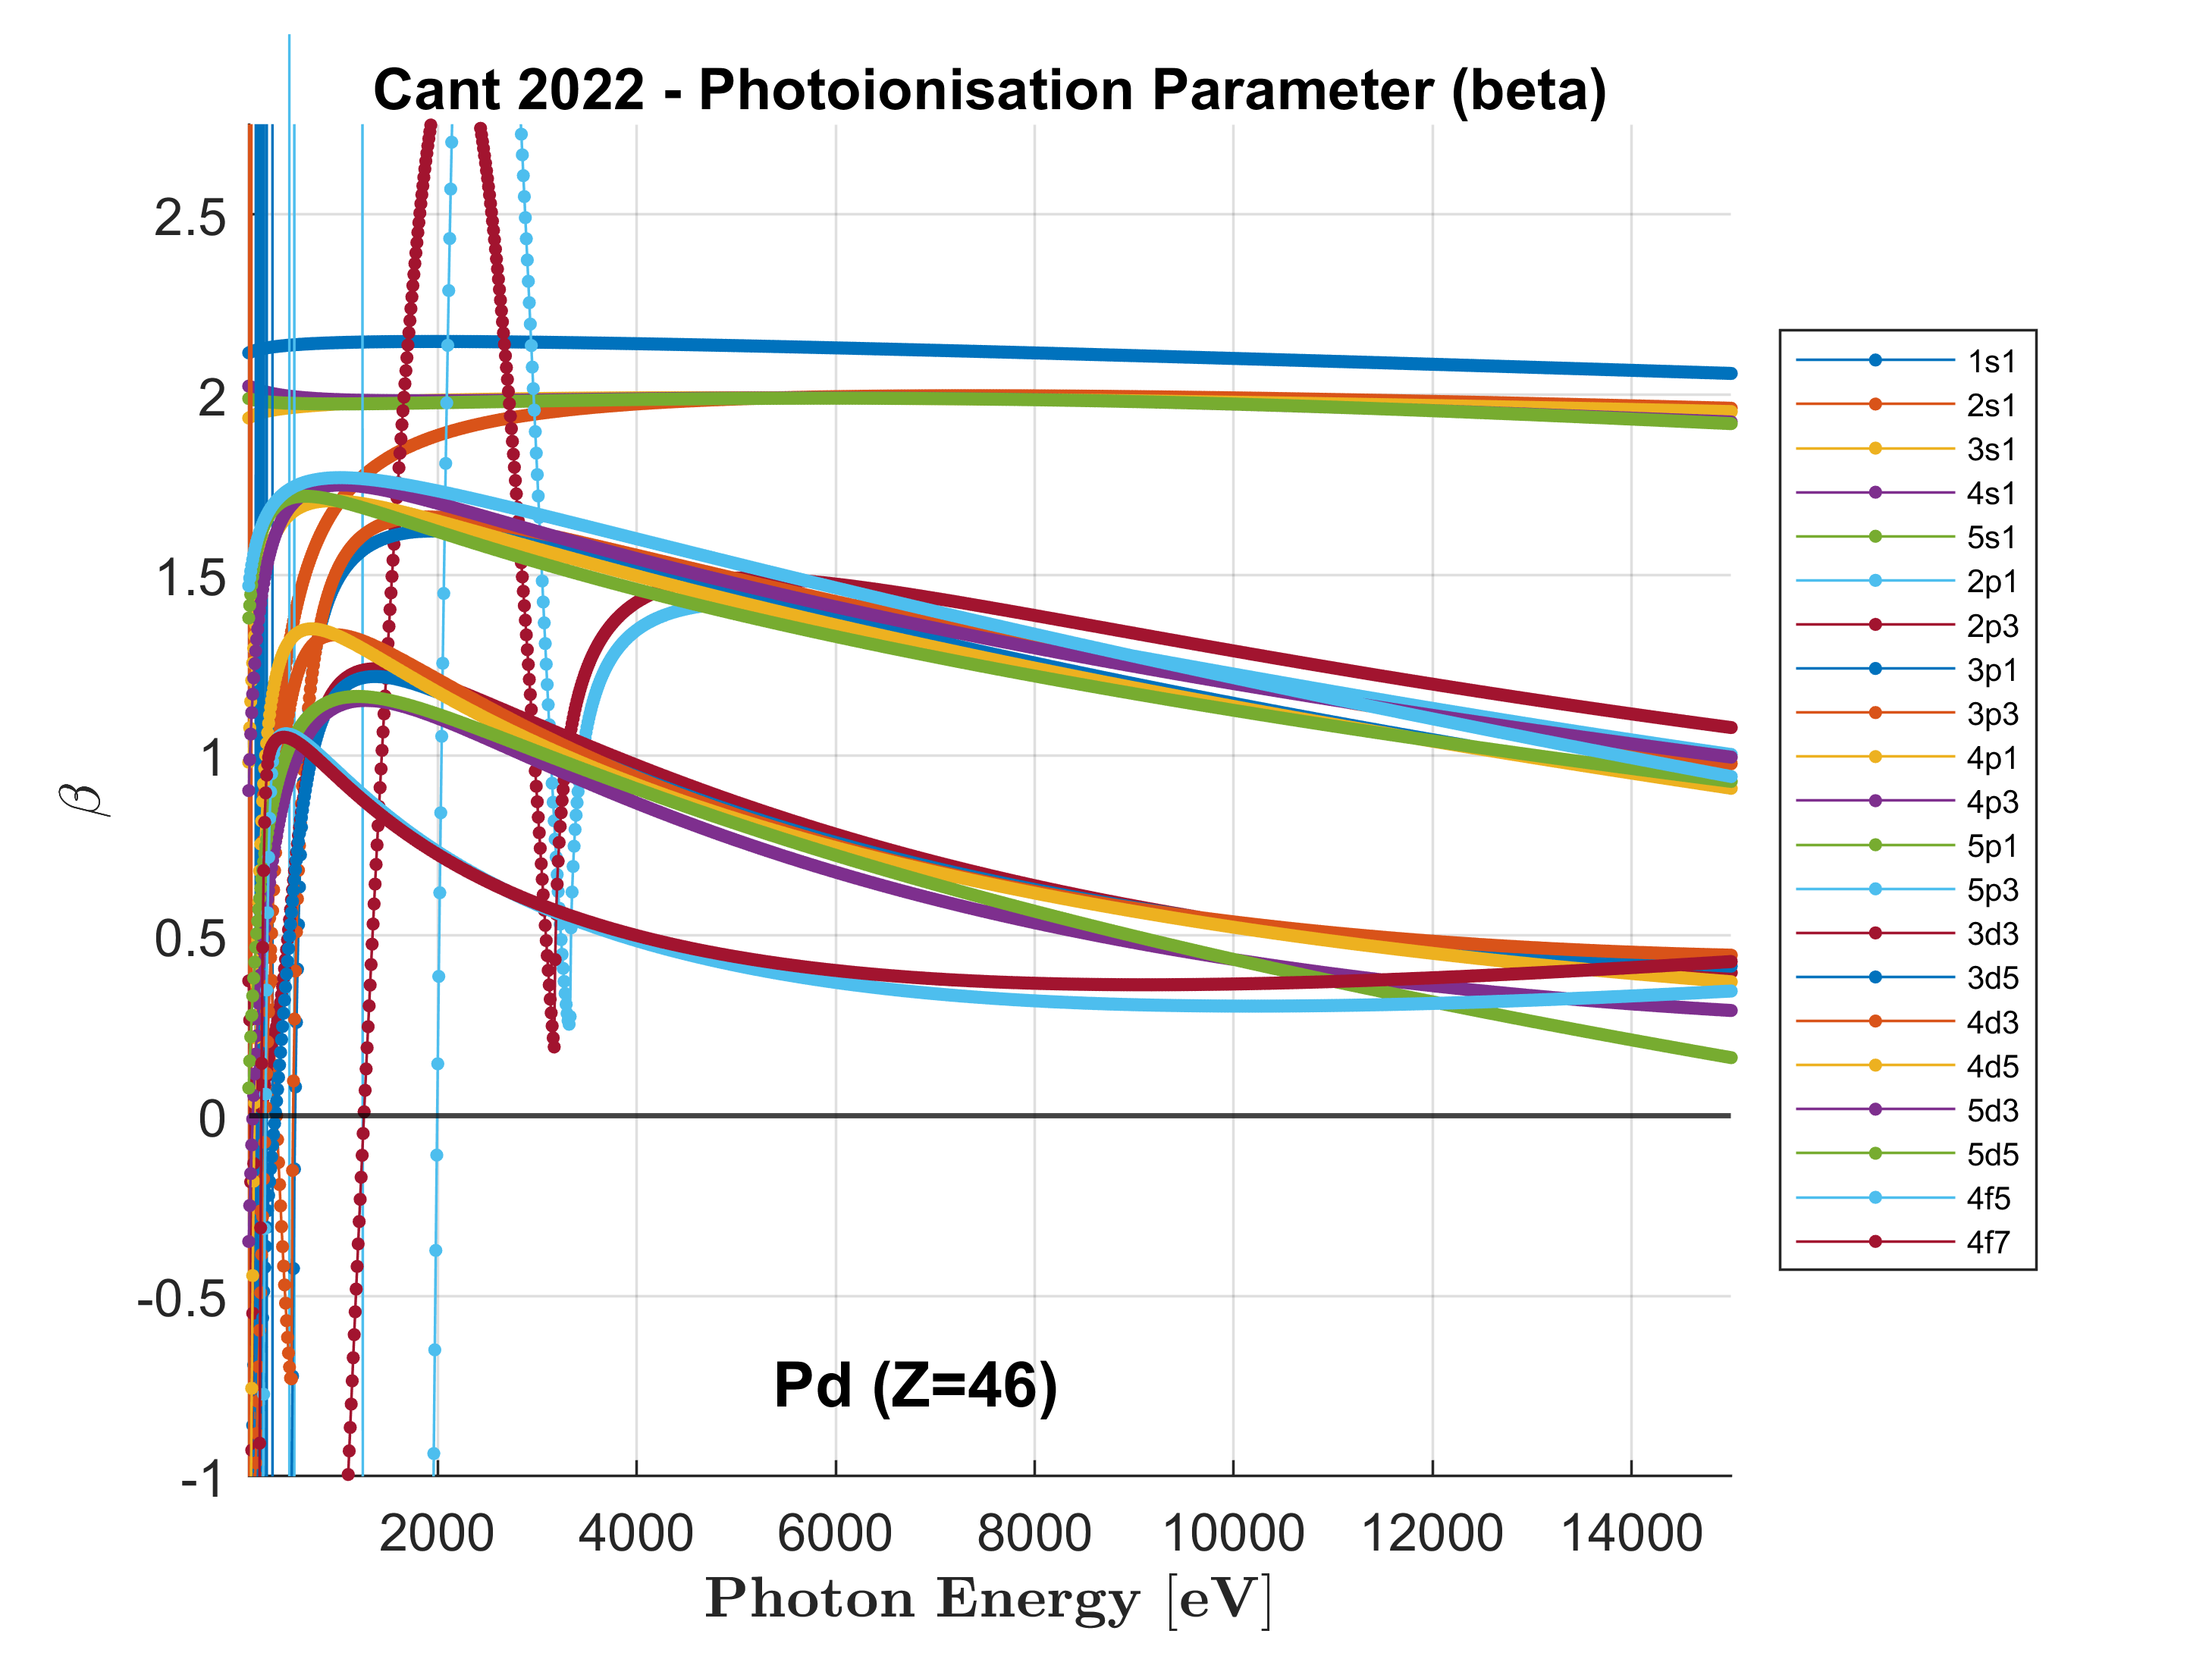 Cant 2022 - Photoionisation Parameter (beta)
2.5
2
1.5
1
0.5
0
-0.5
-1
β
2000 4000 6000 8000 10000 12000 14000
Photon Energy [eV]
Pd (Z=46)
1s1
2s1
3s1
4s1
5s1
2p1
2p3
3p1
3p3
4p1
4p3
5p1
5p3
3d3
3d5
4d3
4d5
5d3
5d5
4f5
4f7